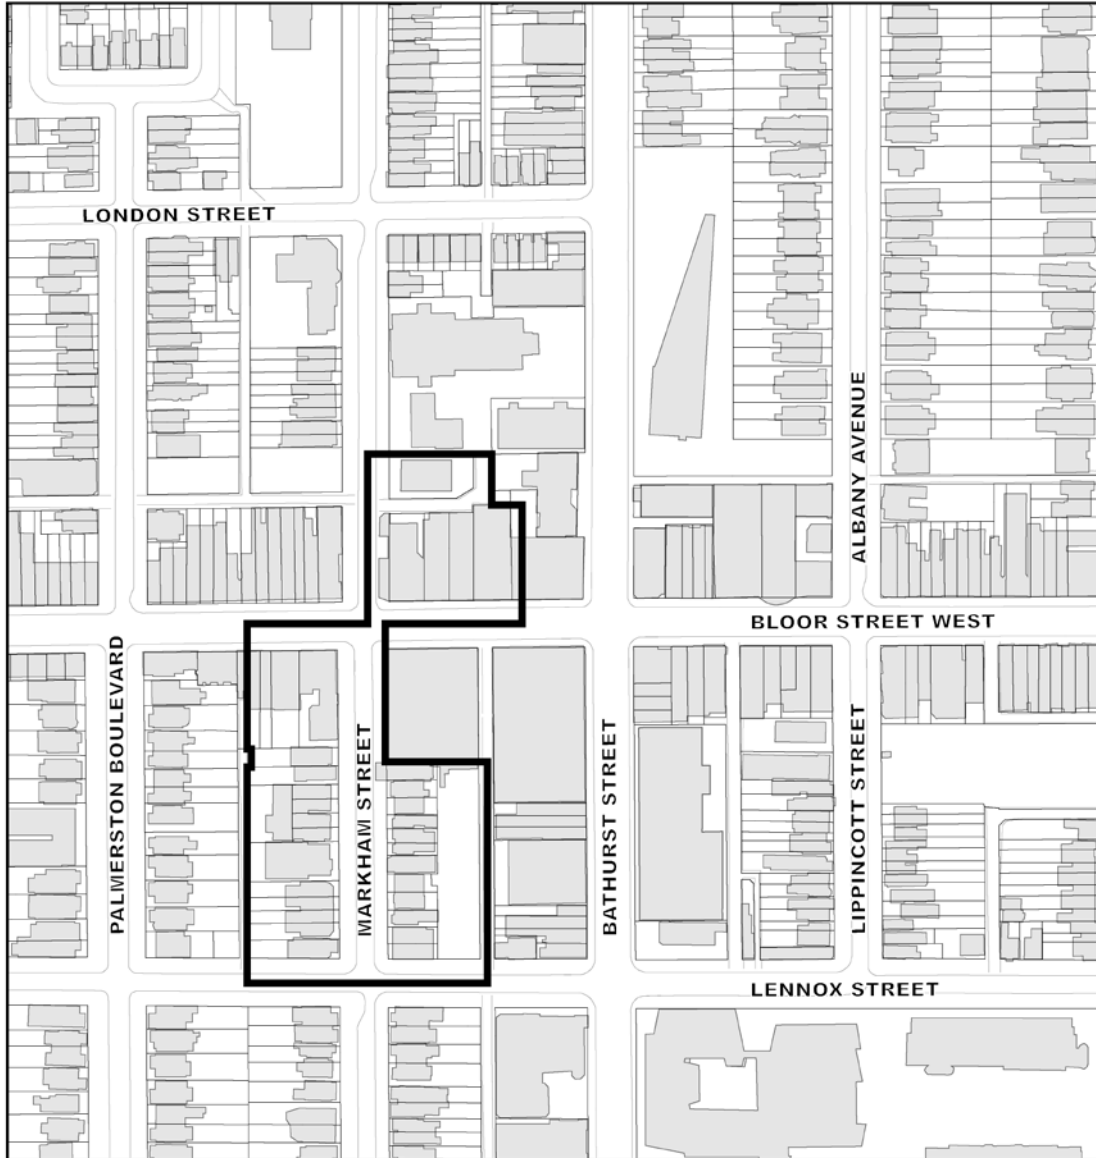 LONDON STREET
ALBANY AVENUE
BLOOR STREET WEST
PALMERSTON BOULEVARD
MARKHAM STREET
BATHURST STREET
LIPPINCOTT STREET
LENNOX STREET